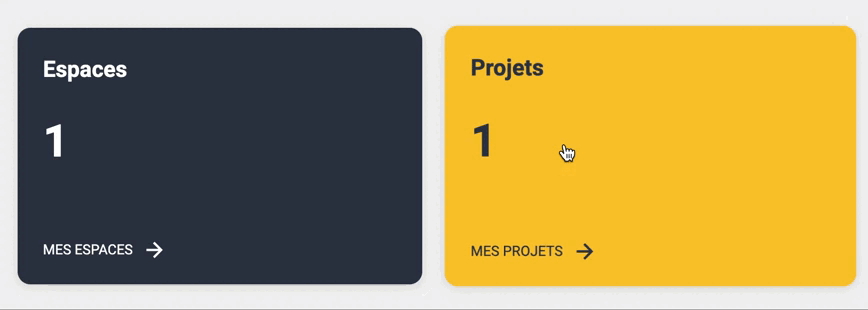 Espaces
1
MES ESPACES
Projets
1
MES PROJETS